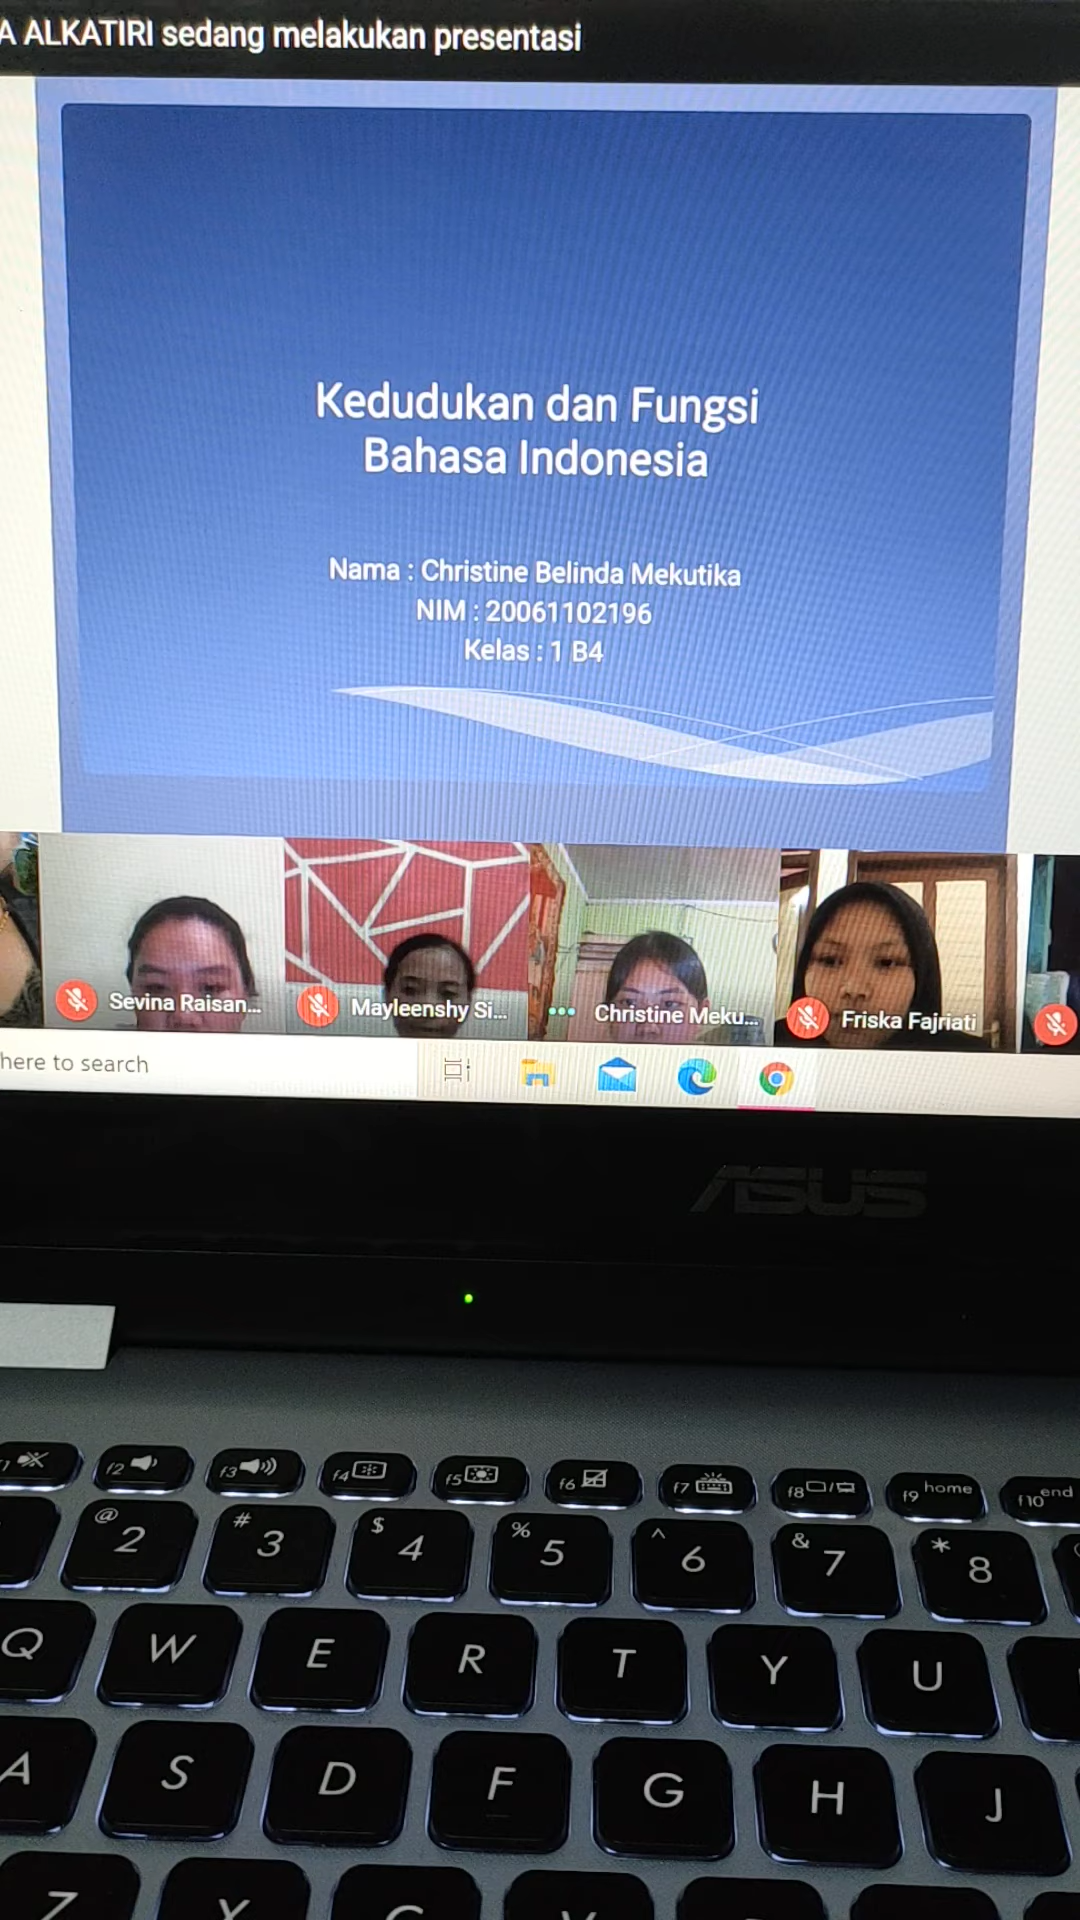 A ALKATIRI sedang melakukan presentasi
Kedudukan dan Fungsi
Bahasa Indonesia
Nama : Christine Belinda Mekutika
NIM : 20061102196
Kelas : 1 B4
Sevina Raisan...
Mayleenshy Si...
Christine Meku...
Friska Fajriati
here to search
ASUS
f2
f3
f4
f5
f6
f7
f8
f9 home
f10 end
@ 2
# 3
$ 4
% 5
^ 6
& 7
* 8
Q W E R T Y U
A S D F G H J
Z X C V